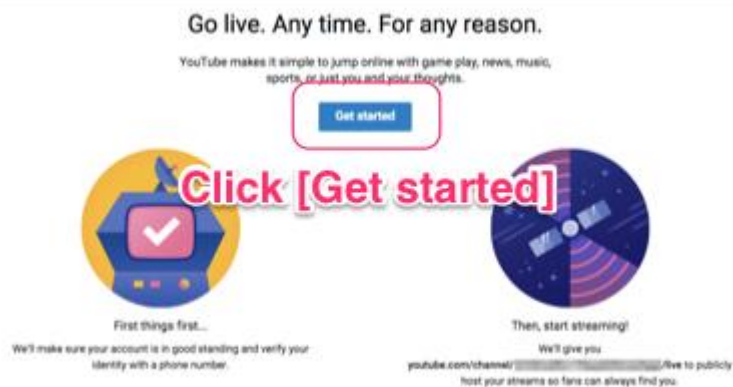 Go live. Any time. For any reason.
YouTube makes it simple to jump online with game play, news, music,
sports, or just you and your thoughts.
Get started
Click [Get started]
First things first...
We'll make sure your account is in good standing and verify your
identity with a phone number.
Then, start streaming!
We'll give you
youtube.com/channel/ /live to publicly
host your streams so fans can always find you.